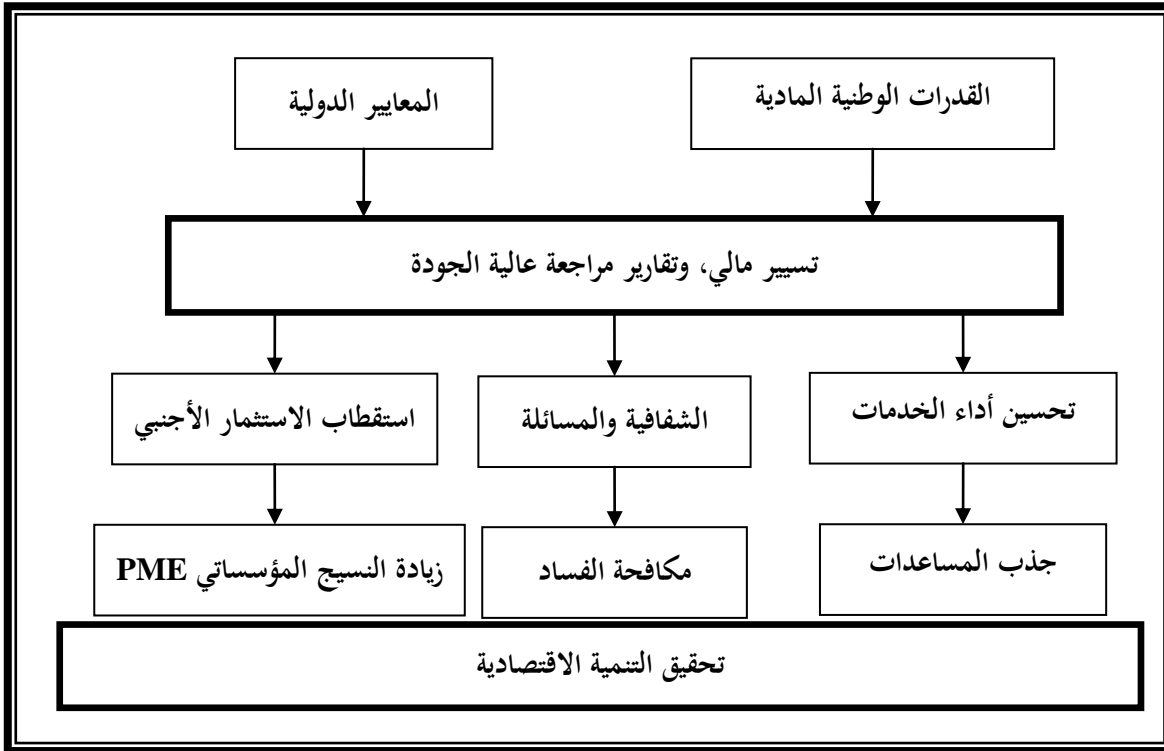 القدرات الوطنية المادية
المعايير الدولية
تسيير مالي، وتقارير مراجعة عالية الجودة
تحسين أداء الخدمات
الشفافية والمسائلة
استقطاب الاستثمار الأجنبي
جذب المساعدات
مكافحة الفساد
زيادة النسيج المؤسساتي PME
تحقيق التنمية الاقتصادية